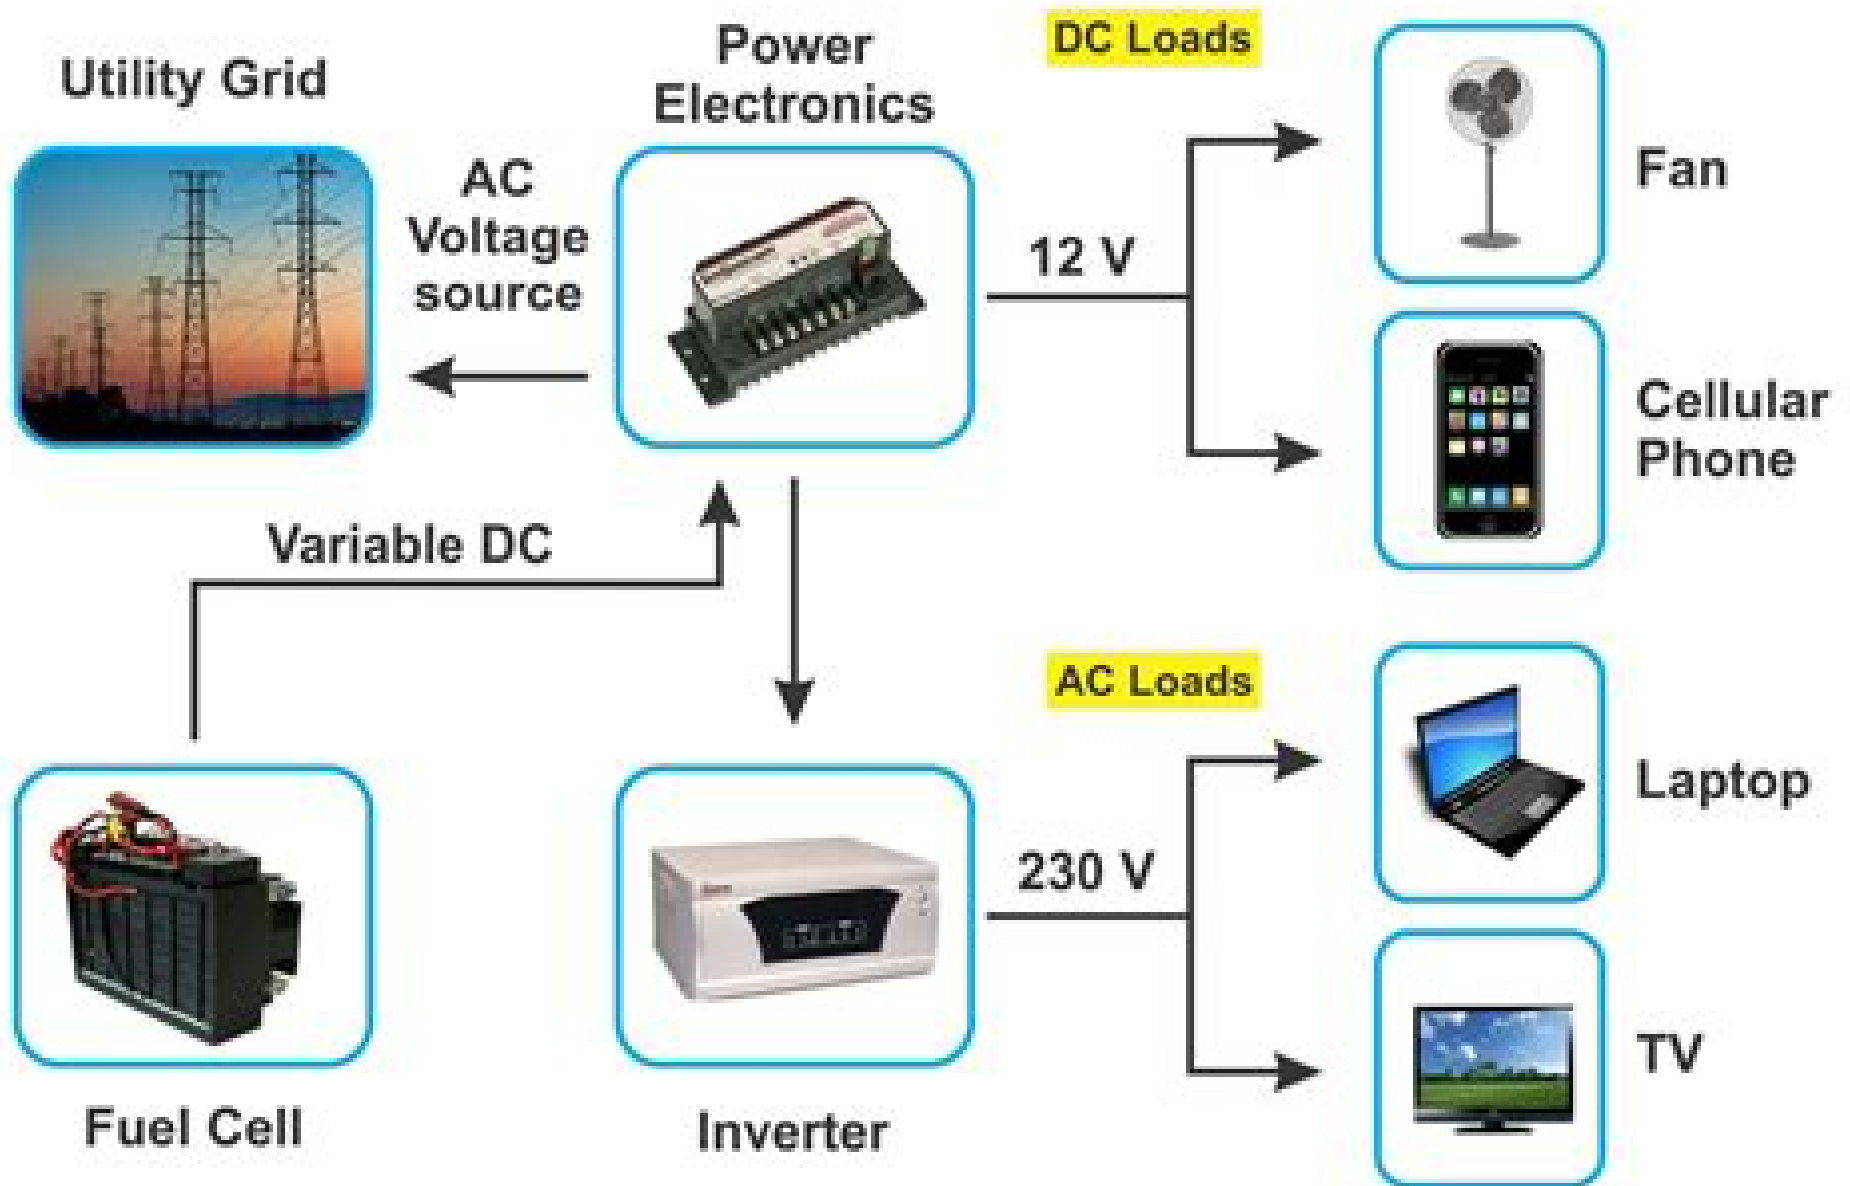 Utility Grid
Power
Electronics
DC Loads
Fan
AC
Voltage
source
12 V
Cellular
Phone
Variable DC
AC Loads
Laptop
230 V
TV
Fuel Cell
Inverter